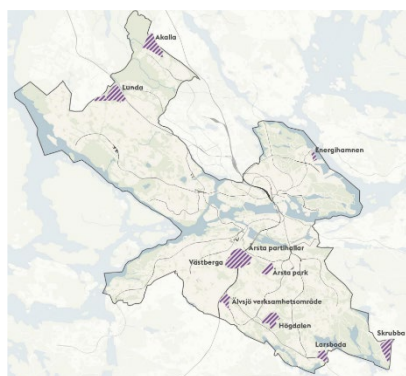 Akalla
Lunda
Energihamnen
Årsta partihallar
Västberga
Årsta park
Älvsjö verksamhetsområde
Högdalen
Larsboda
Skrubba